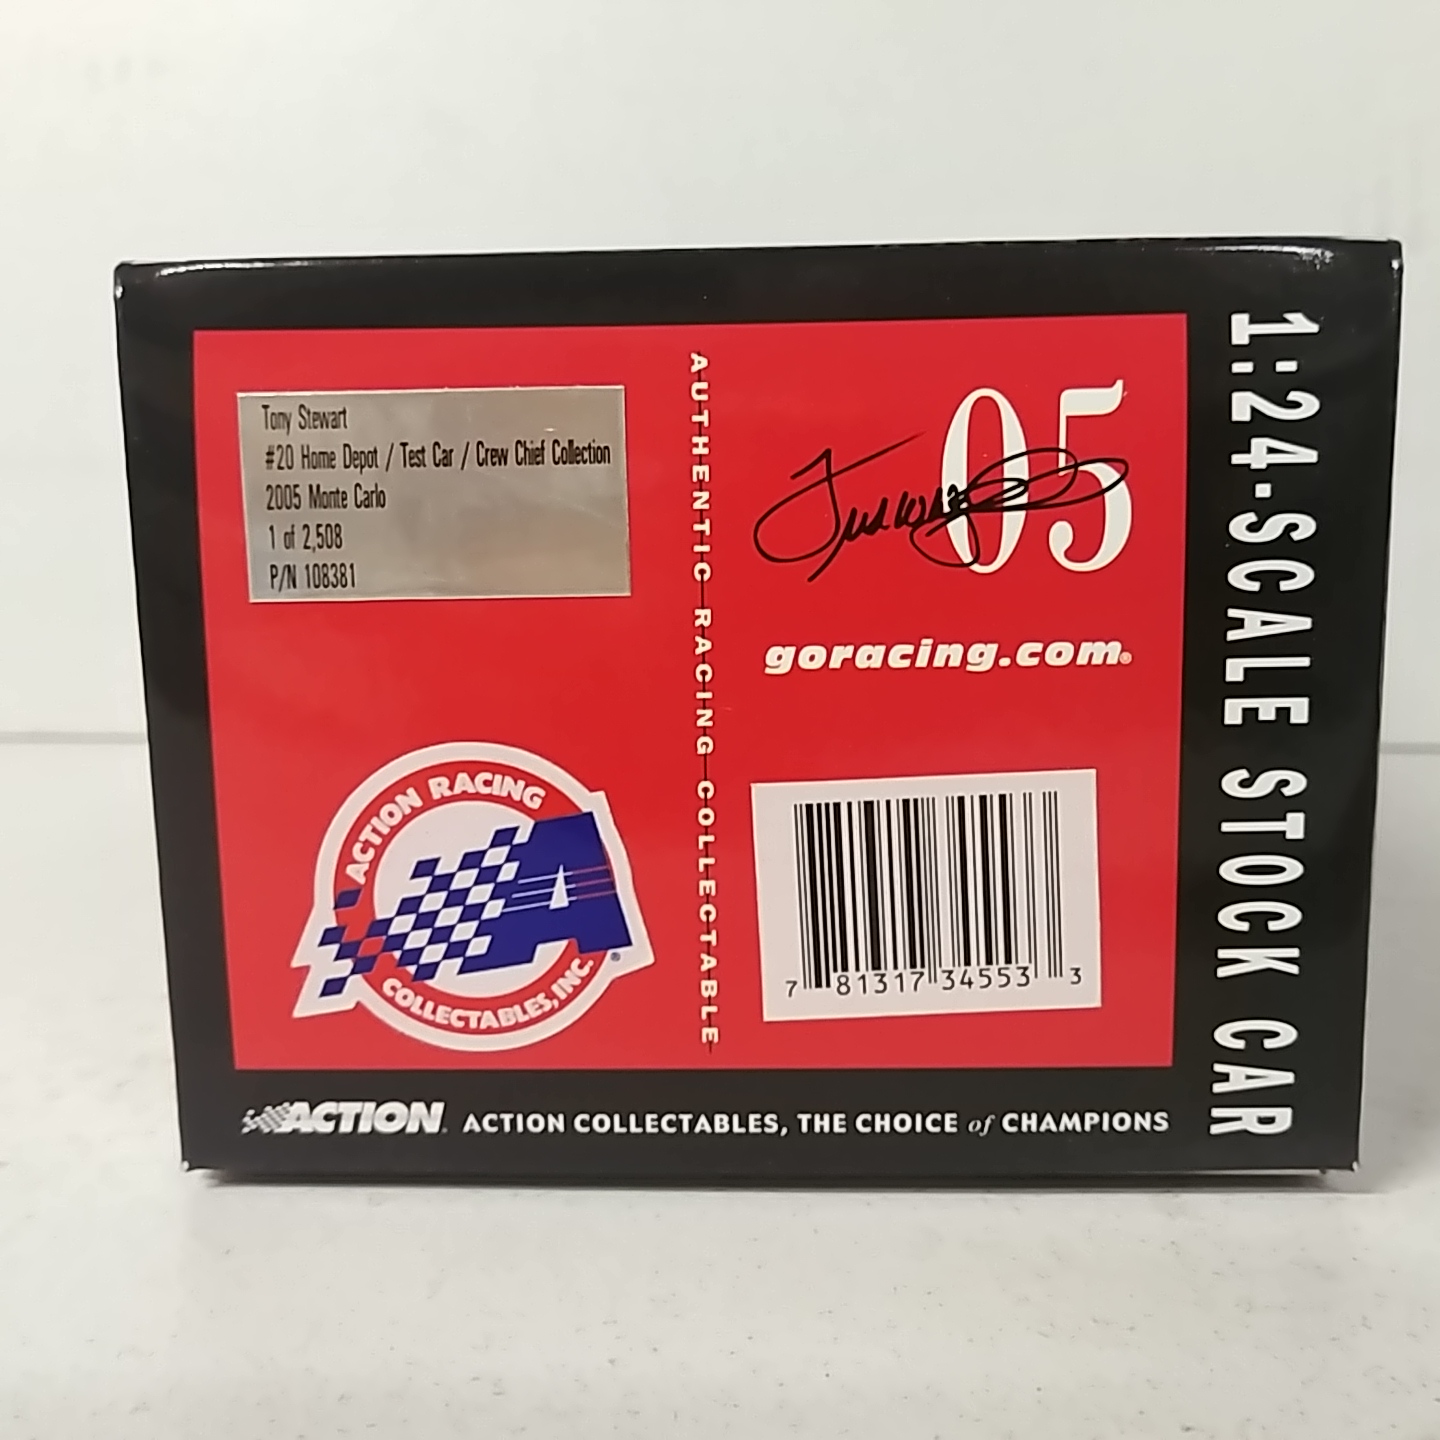 Tony Stewart
#20 Home Depot / Test Car / Crew Chief Collection
2005 Monte Carlo
1 of 2,508
P/N 108381
AUTHENTIC RACING COLLECTABLE
05
goracing.com®
ACTION RACING
A
COLLECTABLES, INC.®
7 81317 34553 3
ACTION ACTION COLLECTABLES, THE CHOICE of CHAMPIONS
1:24-SCALE STOCK CAR